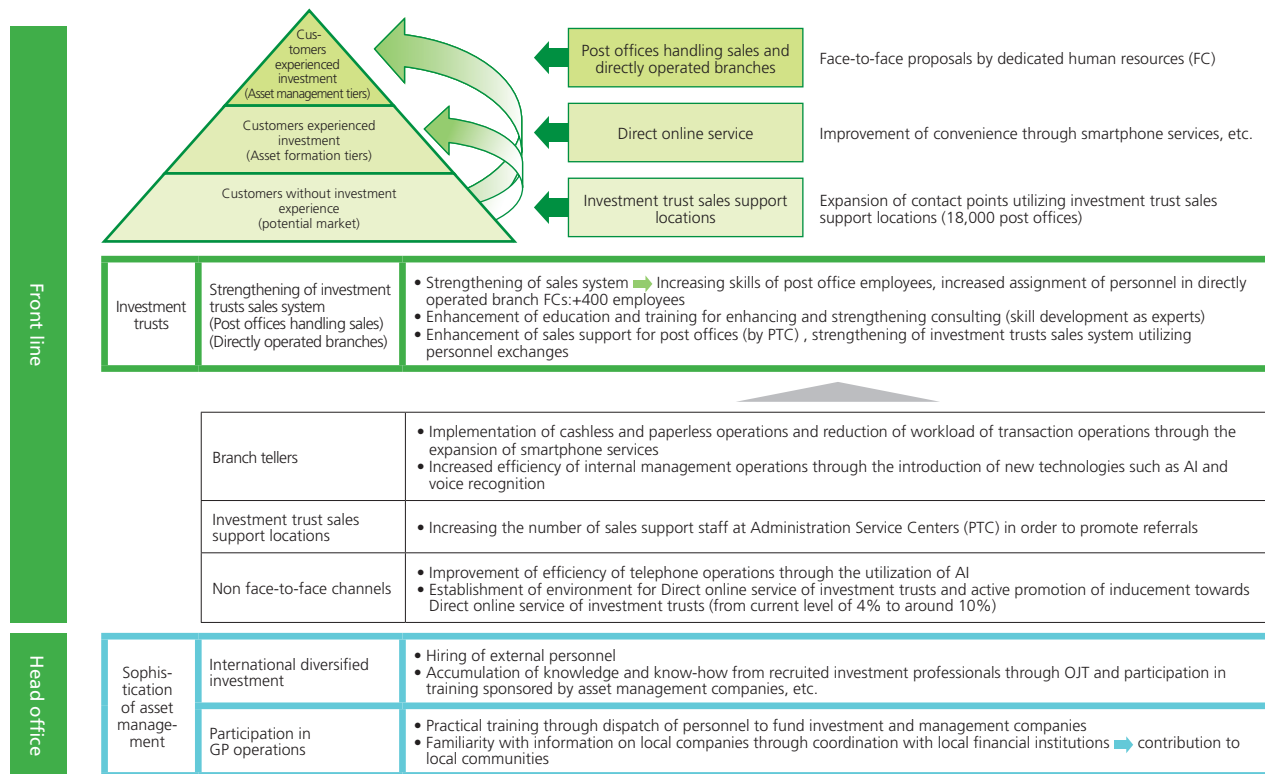 Front line
Cus-
tomers
experienced
investment
(Asset management tiers)
Customers experienced
investment
(Asset formation tiers)
Customers without investment
experience
(potential market)
Post offices handling sales and
directly operated branches
Face-to-face proposals by dedicated human resources (FC)
Direct online service
Improvement of convenience through smartphone services, etc.
Investment trust sales support
locations
Expansion of contact points utilizing investment trust sales
support locations (18,000 post offices)
Investment
trusts
Strengthening of investment
trusts sales system
(Post offices handling sales)
(Directly operated branches)
• Strengthening of sales system ➡ Increasing skills of post office employees, increased assignment of personnel in directly
operated branch FCs:+400 employees
• Enhancement of education and training for enhancing and strengthening consulting (skill development as experts)
• Enhancement of sales support for post offices (by PTC) , strengthening of investment trusts sales system utilizing
personnel exchanges
Branch tellers
• Implementation of cashless and paperless operations and reduction of workload of transaction operations through the
expansion of smartphone services
• Increased efficiency of internal management operations through the introduction of new technologies such as AI and
voice recognition
Investment trust sales
support locations
• Increasing the number of sales support staff at Administration Service Centers (PTC) in order to promote referrals
Non face-to-face channels
• Improvement of efficiency of telephone operations through the utilization of AI
• Establishment of environment for Direct online service of investment trusts and active promotion of inducement towards
Direct online service of investment trusts (from current level of 4% to around 10%)
Head office
Sophis-
tication
of asset
manage-
ment
International diversified
investment
• Hiring of external personnel
• Accumulation of knowledge and know-how from recruited investment professionals through OJT and participation in
training sponsored by asset management companies, etc.
Participation in
GP operations
• Practical training through dispatch of personnel to fund investment and management companies
• Familiarity with information on local companies through coordination with local financial institutions ➡ contribution to
local communities